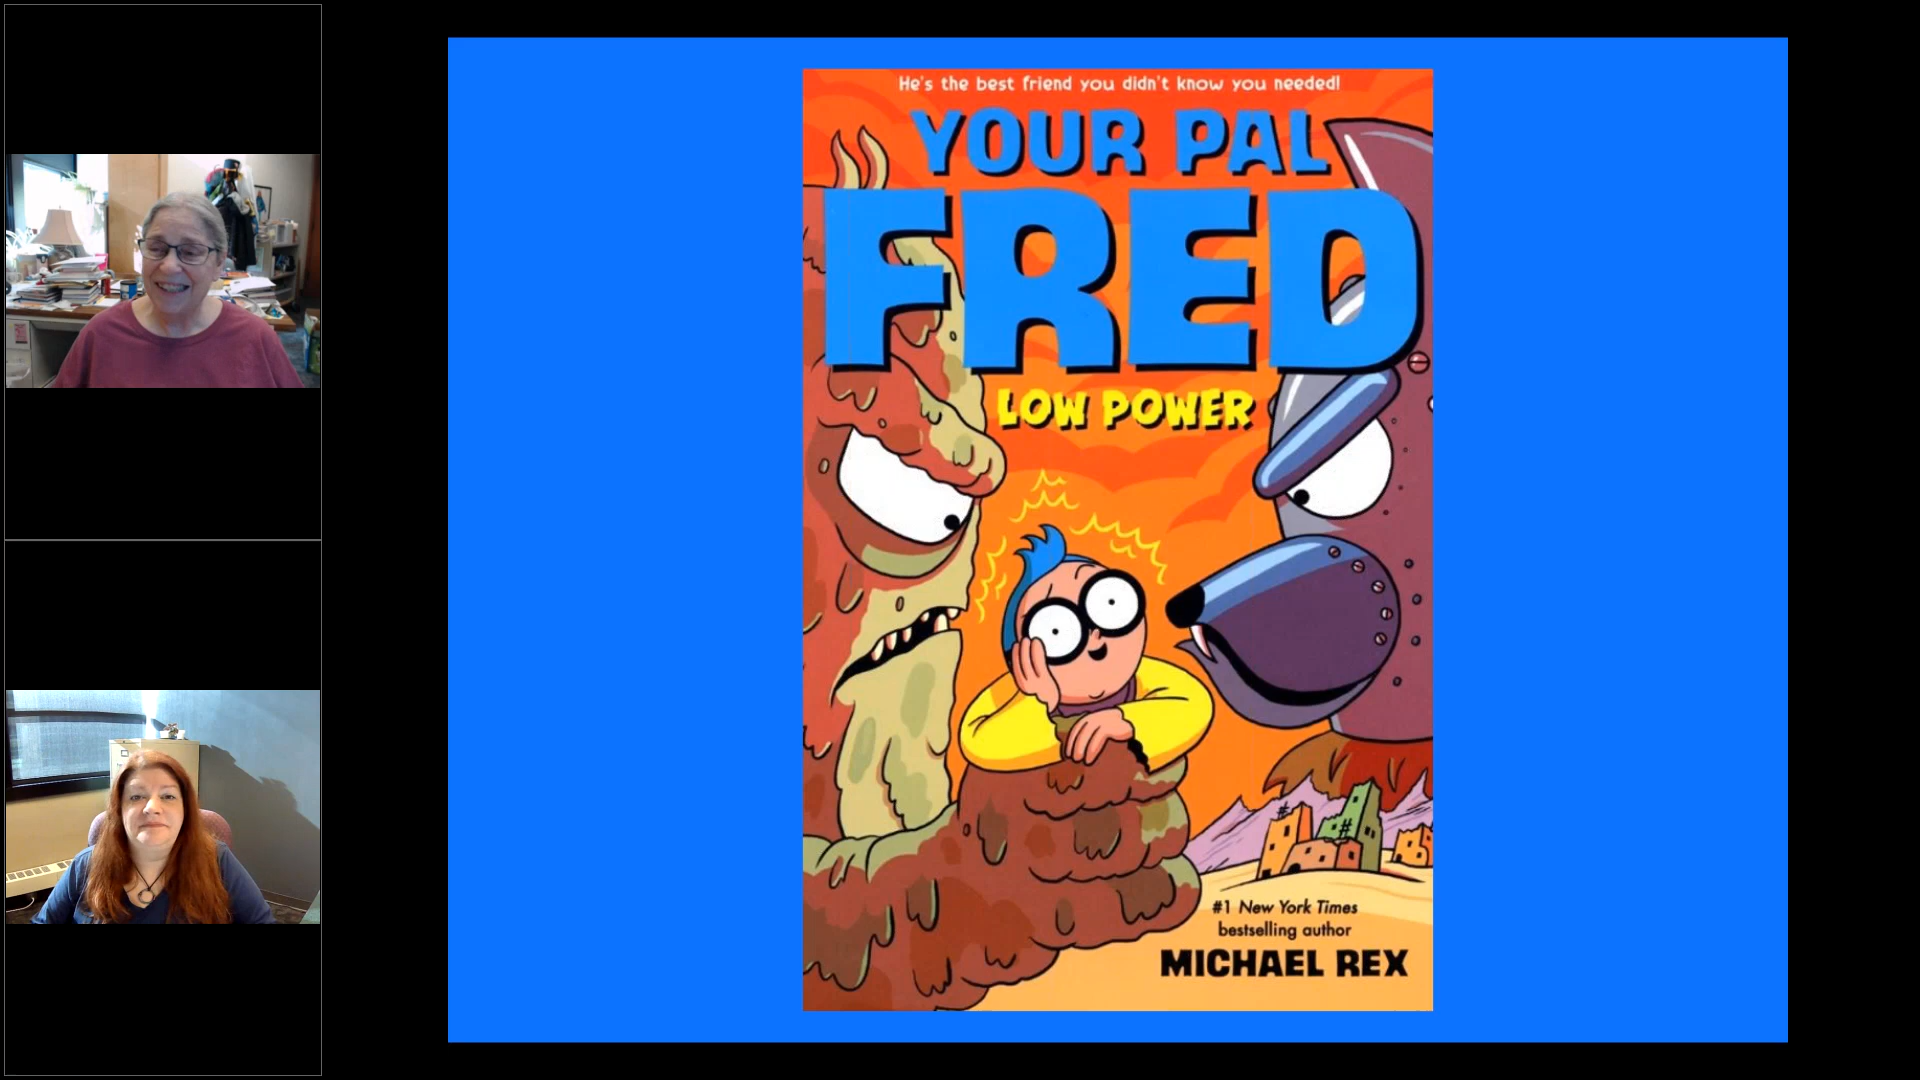 He's the best friend you didn't know you needed!
YOUR PAL
FRED
LOW POWER
#1 New York Times
bestselling author
MICHAEL REX